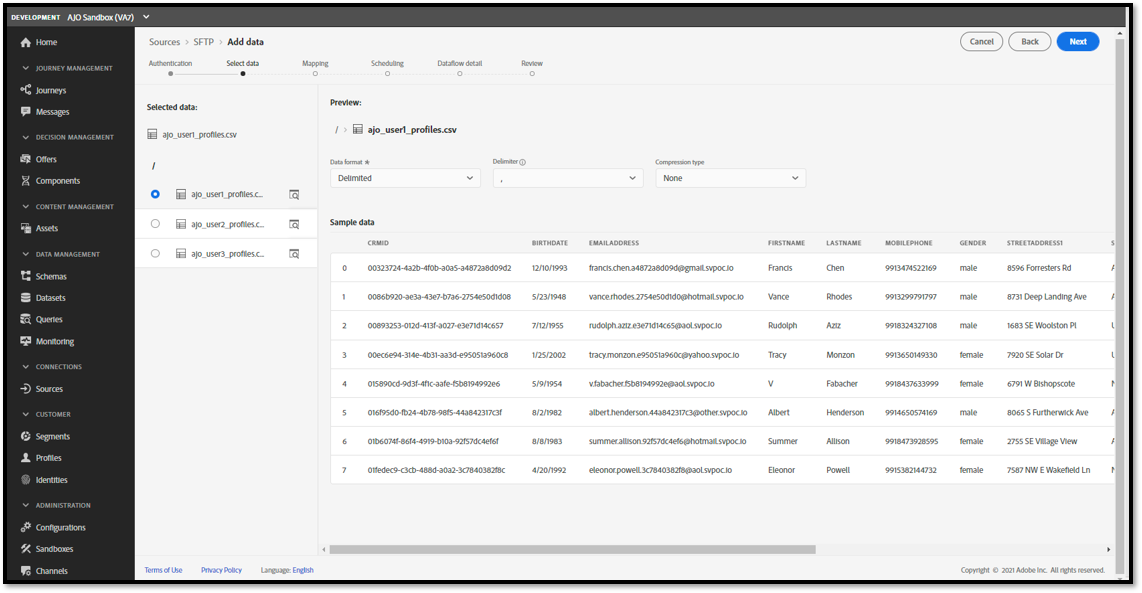 DEVELOPMENT AJO Sandbox (VA7)
Home
JOURNEY MANAGEMENT
Journeys
Messages
DECISION MANAGEMENT
Offers
Components
CONTENT MANAGEMENT
Assets
DATA MANAGEMENT
Schemas
Datasets
Queries
Monitoring
CONNECTIONS
Sources
CUSTOMER
Segments
Profiles
Identities
ADMINISTRATION
Configurations
Sandboxes
Channels
Sources > SFTP > Add data
Cancel Back Next
Authentication Select data Mapping Scheduling Dataflow detail Review
Selected data:
ajo_user1_profiles.csv
/
ajo_user1_profiles.c...
ajo_user2_profiles.c...
ajo_user3_profiles.c...
Preview:
/ > ajo_user1_profiles.csv
Data format * Delimiter Compression type
Delimited , None
Sample data
CRMID BIRTHDATE EMAILADDRESS FIRSTNAME LASTNAME MOBILEPHONE GENDER STREETADDRESS1 S
0 00323724-4a2b-4f0b-a0a5-a4872a8d09d2 12/10/1993 francis.chen.a4872a8d09d@gmail.svpoc.io Francis Chen 9913474522169 male 8596 Forresters Rd
1 0086b920-ae3a-43e7-b7a6-2754e50d1d08 5/23/1948 vance.rhodes.2754e50d1d0@hotmail.svpoc.io Vance Rhodes 9913299791797 male 8731 Deep Landing Ave
2 00893253-012d-413f-a027-e3e71d14c657 7/12/1955 rudolph.aziz.e3e71d14c65@aol.svpoc.io Rudolph Aziz 9918324327108 male 1683 SE Woolston Pl
3 00ec6e94-314e-4b31-aa3d-e95051a960c8 1/25/2002 tracy.monzon.e95051a960c@yahoo.svpoc.io Tracy Monzon 9913650149330 female 7920 SE Solar Dr
4 015890cd-9d3f-4f1c-aafe-f5b8194992e6 5/9/1954 v.fabacher.f5b8194992e@aol.svpoc.io V Fabacher 9918437633999 female 6791 W Bishopscote
5 016f95d0-fb24-4b78-98f5-44a842317c3f 8/2/1982 albert.henderson.44a842317c3@other.svpoc.io Albert Henderson 9914650574169 male 8065 S Furtherwick Ave
6 01b6074f-86f4-4919-b10a-92f57dc4ef6f 8/8/1983 summer.allison.92f57dc4ef6@hotmail.svpoc.io Summer Allison 9918473928595 female 2755 SE Village View
7 01fedec9-c3cb-488d-a0a2-3c7840382f8c 4/20/1992 eleonor.powell.3c7840382f8@aol.svpoc.io Eleonor Powell 9915382144732 female 7587 NW E Wakefield Ln
Terms of Use Privacy Policy Language: English
Copyright © 2021 Adobe Inc. All rights reserved.